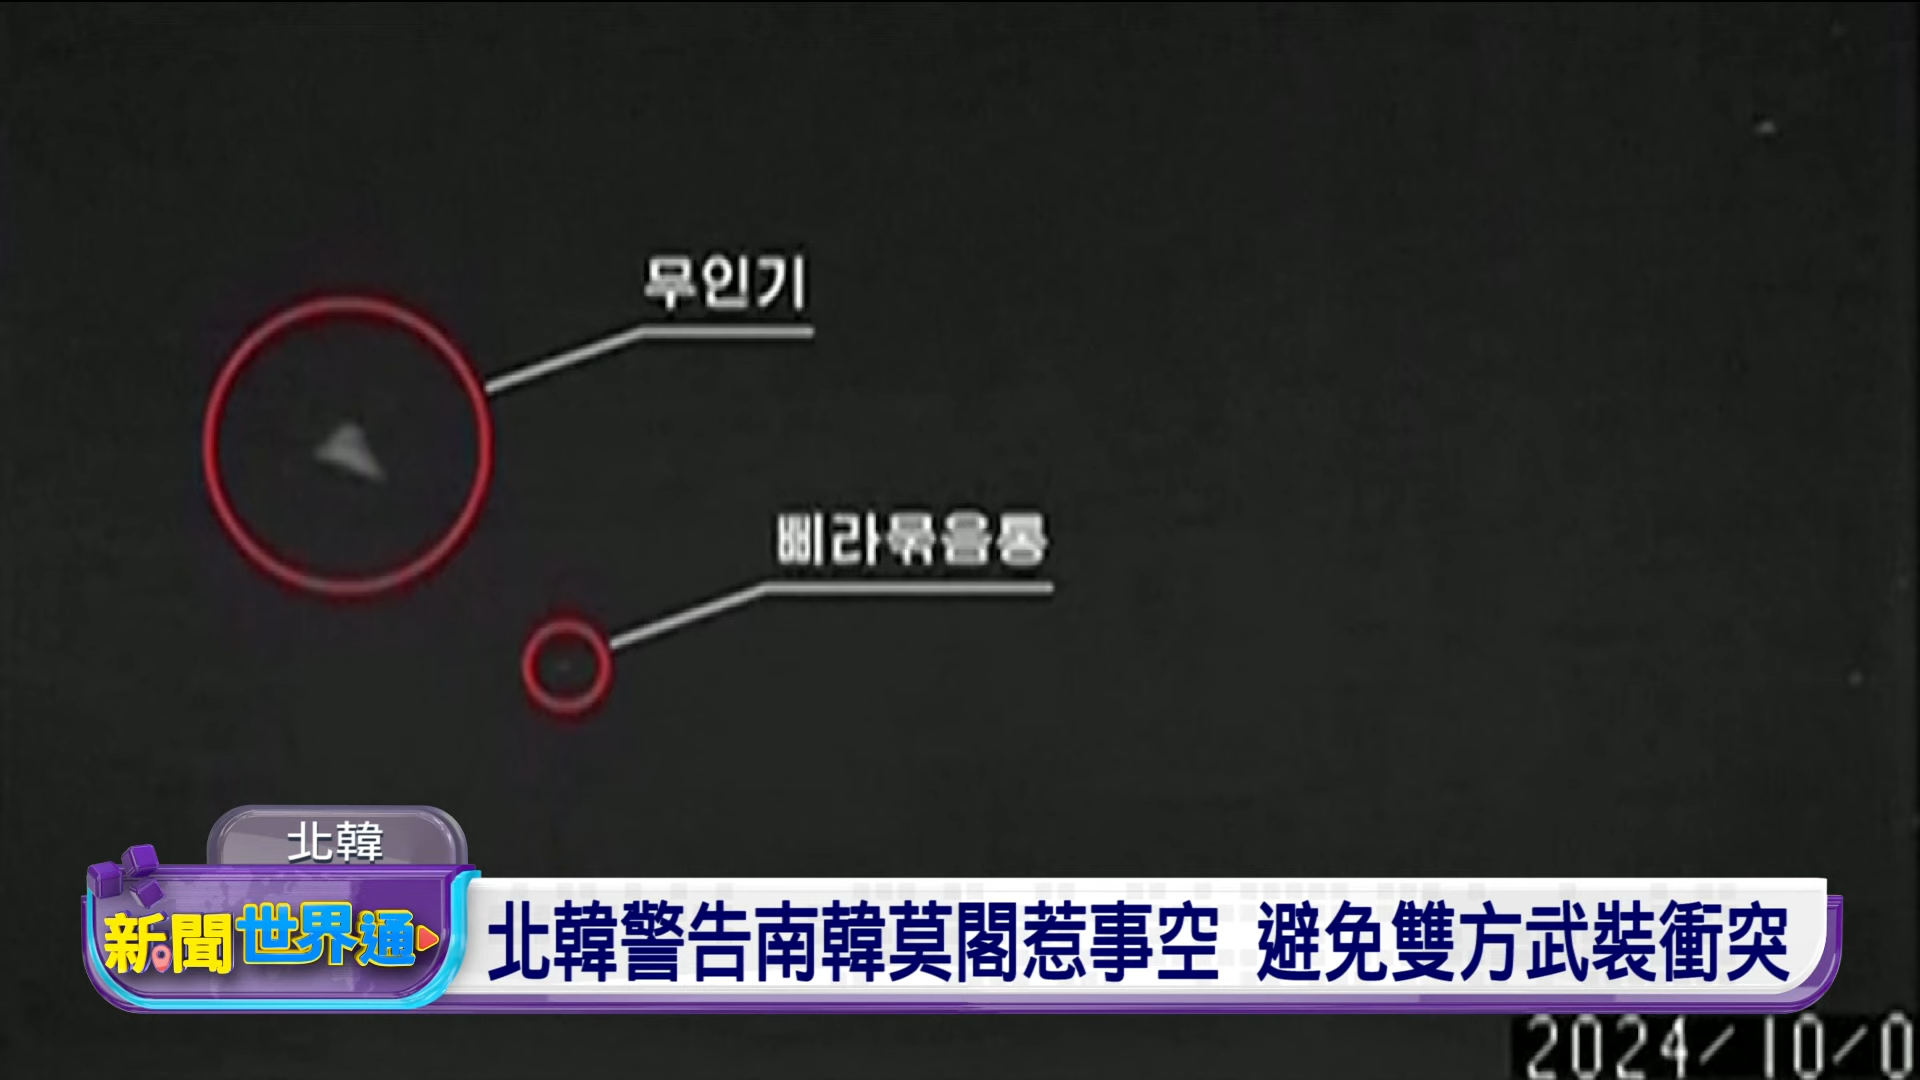 무인기
삐라묶음통
北韓
新聞世界通
北韓警告南韓莫閣惹事空 避免雙方武裝衝突
2024/10/0